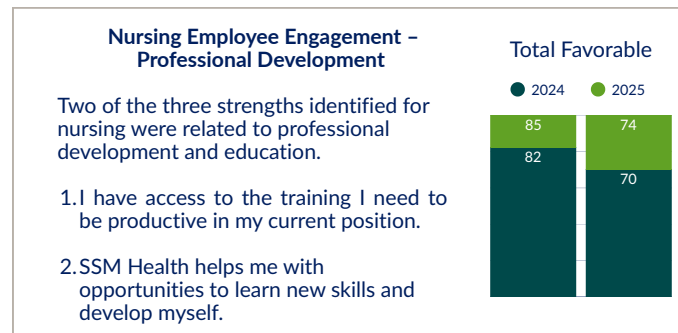 Nursing Employee Engagement –
Professional Development
Two of the three strengths identified for
nursing were related to professional
development and education.
1. I have access to the training I need to
be productive in my current position.
2. SSM Health helps me with
opportunities to learn new skills and
develop myself.
Total Favorable
2024 2025
85 74
82
70